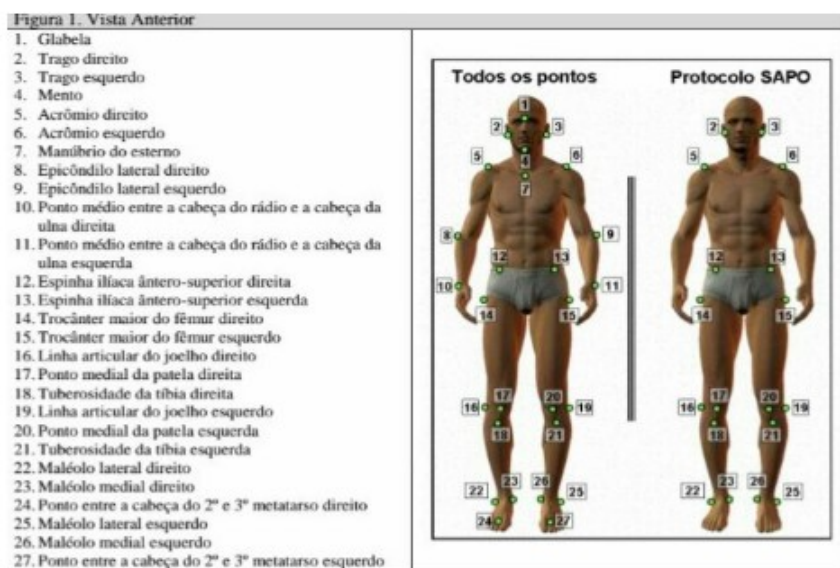 Figura 1. Vista Anterior
1. Glabela
2. Trago direito
3. Trago esquerdo
4. Mento
5. Acrômio direito
6. Acrômio esquerdo
7. Manúbrio do esterno
8. Epicôndilo lateral direito
9. Epicôndilo lateral esquerdo
10. Ponto médio entre a cabeça do rádio e a cabeça da
ulna direita
11. Ponto médio entre a cabeça do rádio e a cabeça da
ulna esquerda
12. Espinha ilíaca ântero-superior direita
13. Espinha ilíaca ântero-superior esquerda
14. Trocânter maior do fêmur direito
15. Trocânter maior do fêmur esquerdo
16. Linha articular do joelho direito
17. Ponto medial da patela direita
18. Tuberosidade da tíbia direita
19. Linha articular do joelho esquerdo
20. Ponto medial da patela esquerda
21. Tuberosidade da tíbia esquerda
22. Maléolo lateral direito
23. Maléolo medial direito
24. Ponto entre a cabeça do 2º e 3º metatarso direito
25. Maléolo lateral esquerdo
26. Maléolo medial esquerdo
27. Ponto entre a cabeça do 2º e 3º metatarso esquerdo
Todos os pontos
1
2 3
4
5 6
7
8 9
12 13
10 11
14 15
16 17 20 19
18 21
23 26
22 25
24 27
Protocolo SAPO
2 3
5 6
12 13
14 15
16 17 20 19
18 21
23 26
22 25